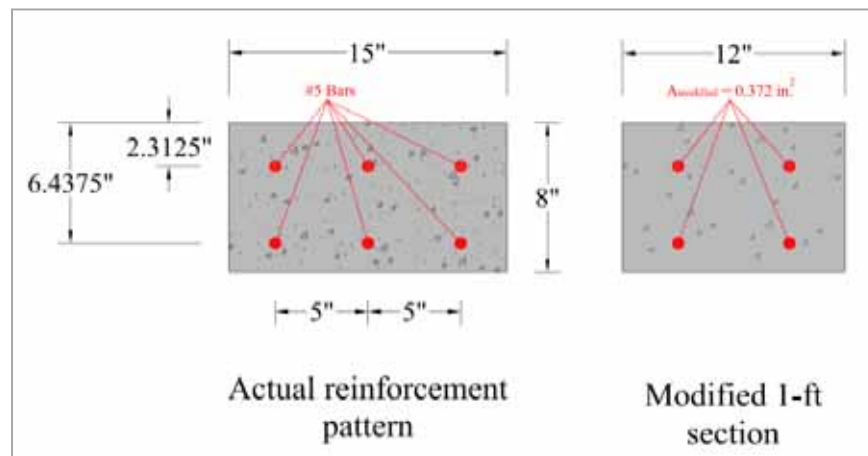 15"
12"
#5 Bars
Amodified = 0.372 in.²
2.3125"
6.4375"
8"
5"
5"
Actual reinforcement
pattern
Modified 1-ft
section